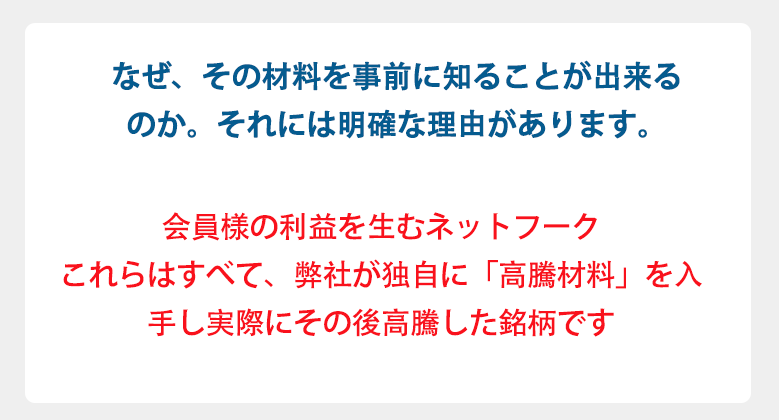 なぜ、その材料を事前に知ることが出来る
のか。それには明確な理由があります。
会員様の利益を生むネットフーク
これらはすべて、弊社が独自に「高騰材料」を入
手し実際にその後高騰した銘柄です